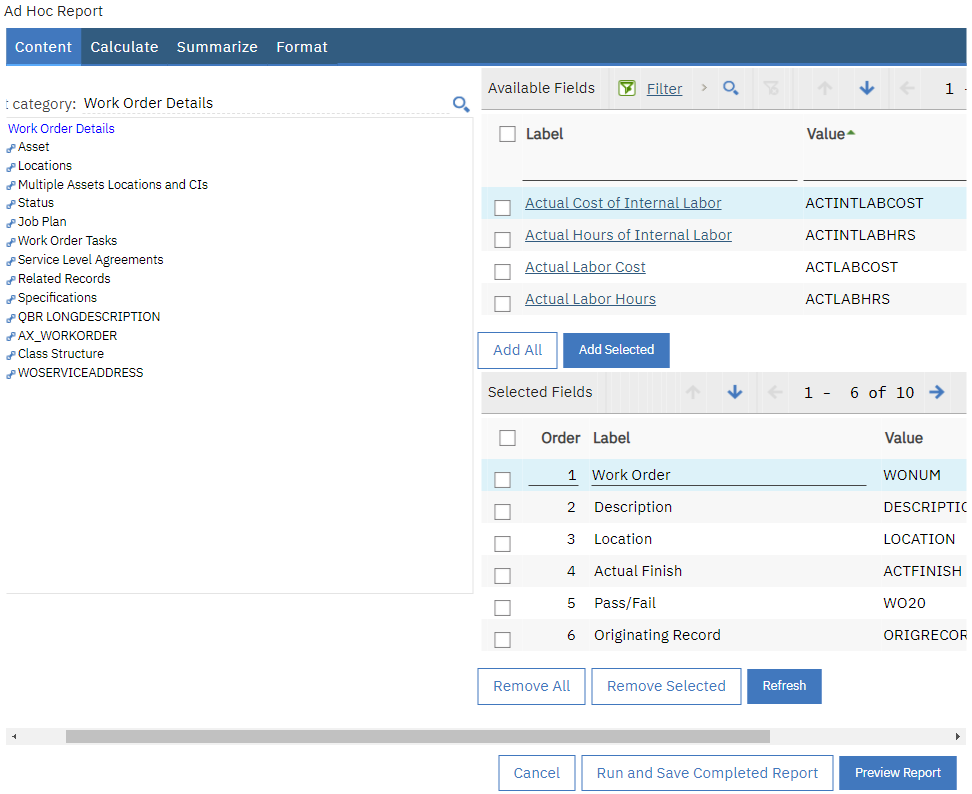 Ad Hoc Report
Content Calculate Summarize Format
t category: Work Order Details
Work Order Details
Asset
Locations
Multiple Assets Locations and CIs
Status
Job Plan
Work Order Tasks
Service Level Agreements
Related Records
Specifications
QBR LONGDESCRIPTION
AX_WORKORDER
Class Structure
WOSERVICEADDRESS
Available Fields Filter 1 -
Label Value
Actual Cost of Internal Labor ACTINTLABCOST
Actual Hours of Internal Labor ACTINTLABHRS
Actual Labor Cost ACTLABCOST
Actual Labor Hours ACTLABHRS
Add All Add Selected
Selected Fields 1 - 6 of 10
Order Label Value
1 Work Order WONUM
2 Description DESCRIPTIO
3 Location LOCATION
4 Actual Finish ACTFINISH
5 Pass/Fail WO20
6 Originating Record ORIGRECOR
Remove All Remove Selected Refresh
Cancel Run and Save Completed Report Preview Report